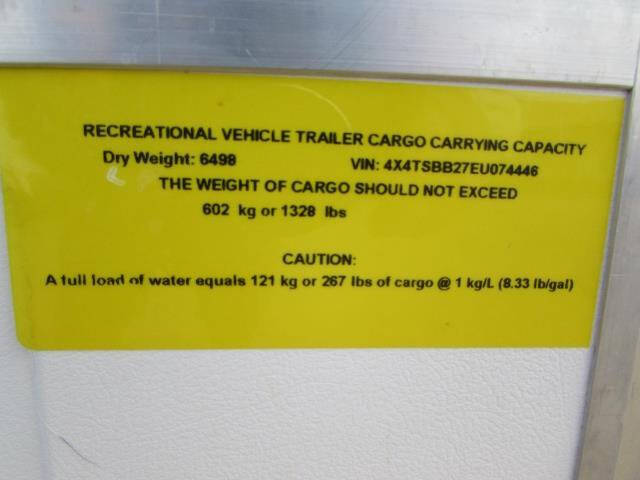 RECREATIONAL VEHICLE TRAILER CARGO CARRYING CAPACITY
Dry Weight: 6498 VIN: 4X4TSBB27EU074446
THE WEIGHT OF CARGO SHOULD NOT EXCEED
602 kg or 1328 lbs
CAUTION:
A full load of water equals 121 kg or 267 lbs of cargo @ 1 kg/L (8.33 lb/gal)